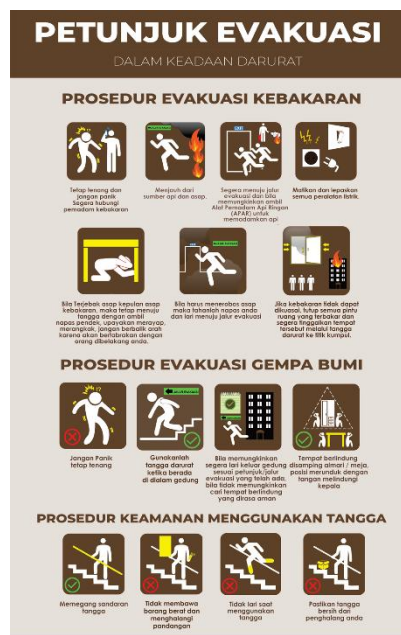 PETUNJUK EVAKUASI
DALAM KEADAAN DARURAT
PROSEDUR EVAKUASI KEBAKARAN
Tetap tenang dan
jangan panik
Segera hubungi
pemadam kebakaran
Menjauh dari
sumber api dan asap.
Segera menuju jalur
evakuasi dan bila
memungkinkan ambil
Alat Pemadam Api Ringan
(APAR) untuk
memadamkan api
Matikan dan lepaskan
semua peralatan listrik.
Bila Terjebak asap kepulan asap
kebakaran, maka tetap menuju
tangga dengan ambil
napas pendek, upayakan merayap,
merangkak, jangan berbalik arah
karena akan bertabrakan dengan
orang dibelakang anda.
Bila harus menerobos asap
maka tahanlah napas anda
dan lari menuju jalur evakuasi
Jika kebakaran tidak dapat
dikuasai, tutup semua pintu
ruang yang terbakar dan
segera tinggalkan tempat
tersebut melalui tangga
darurat ke titik kumpul.
PROSEDUR EVAKUASI GEMPA BUMI
Jangan Panik
tetap tenang
Gunakanlah
tangga darurat
ketika berada
di dalam gedung
Bila memungkinkan
segera lari keluar gedung
sesuai petunjuk/jalur
evakuasi yang telah ada,
bila tidak memungkinkan
cari tempat berlindung
yang dirasa aman
Tempat berlindung
disamping almari / meja,
posisi merunduk dengan
tangan melindungi
kepala
PROSEDUR KEAMANAN MENGGUNAKAN TANGGA
Memegang sandaran
tangga
Tidak membawa
barang berat dan
menghalangi
pandangan
Tidak lari saat
menggunakan
tangga
Pastikan tangga
bersih dan
penghalang anda